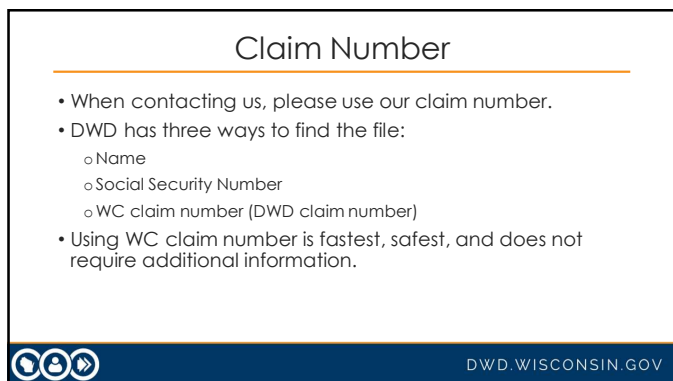 Claim Number
• When contacting us, please use our claim number.
• DWD has three ways to find the file:
o Name
o Social Security Number
o WC claim number (DWD claim number)
• Using WC claim number is fastest, safest, and does not
require additional information.
DWD.WISCONSIN.GOV